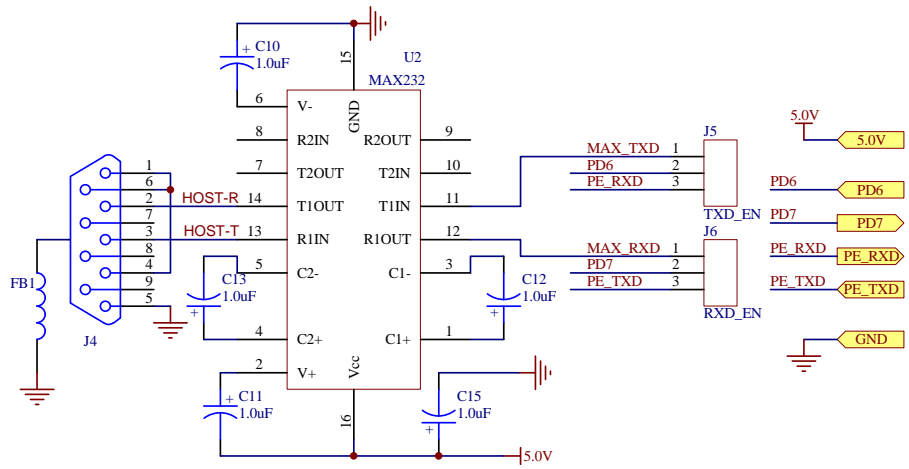 C10
1.0uF
+
15
U2
MAX232
GND
6
V-
8
R2IN
R2OUT
9
7
T2OUT
T2IN
10
HOST-R
14
T1OUT
T1IN
11
HOST-T
13
R1IN
R1OUT
12
5
C2-
C1-
3
C13
1.0uF
+
C12
1.0uF
+
4
C2+
C1+
1
2
V+
Vcc
16
C11
1.0uF
+
C15
1.0uF
+
5.0V
1
6
2
7
3
8
4
9
5
J4
FB1
J5
MAX_TXD
1
PD6
2
PE_RXD
3
TXD_EN
J6
MAX_RXD
1
PD7
2
PE_TXD
3
RXD_EN
5.0V
5.0V
PD6
PD6
PD7
PD7
PE_RXD
PE_RXD
PE_TXD
PE_TXD
GND